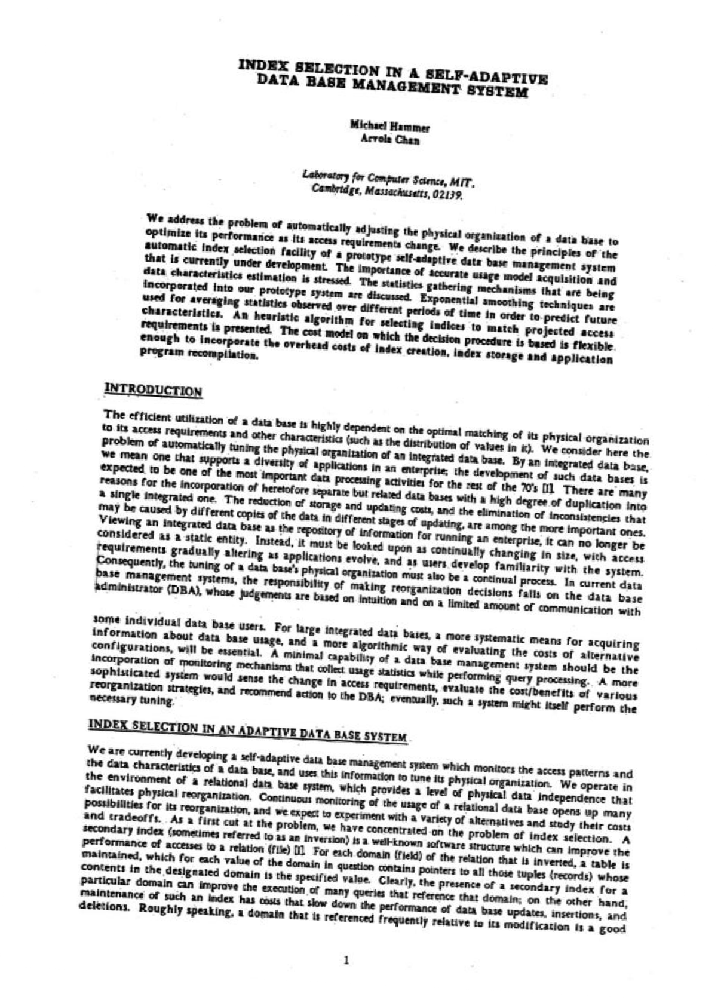 INDEX SELECTION IN A SELF-ADAPTIVE
DATA BASE MANAGEMENT SYSTEM
Michael Hammer
Arvola Chan
Laboratory for Computer Science, MIT,
Cambridge, Massachusetts, 02139.
We address the problem of automatically adjusting the physical organization of a data base to
optimize its performance as its access requirements change. We describe the principles of the
automatic index selection facility of a prototype self-adaptive data base management system
that is currently under development. The importance of accurate usage model acquisition and
data characteristics estimation is stressed. The statistics gathering mechanisms that are being
incorporated into our prototype system are discussed. Exponential smoothing techniques are
used for averaging statistics observed over different periods of time in order to predict future
characteristics. An heuristic algorithm for selecting indices to match projected access
requirements is presented. The cost model on which the decision procedure is based is flexible
enough to incorporate the overhead costs of index creation, index storage and application
program recompilation.
INTRODUCTION
The efficient utilization of a data base is highly dependent on the optimal matching of its physical organization
to its access requirements and other characteristics (such as the distribution of values in it). We consider here the
problem of automatically tuning the physical organization of an integrated data base. By an integrated data base,
we mean one that supports a diversity of applications in an enterprise; the development of such data bases is
expected to be one of the most important data processing activities for the rest of the 70's [1]. There are many
reasons for the incorporation of heretofore separate but related data bases with a high degree of duplication into
a single integrated one. The reduction of storage and updating costs, and the elimination of inconsistencies that
may be caused by different copies of the data in different stages of updating, are among the more important ones.
Viewing an integrated data base as the repository of information for running an enterprise, it can no longer be
considered as a static entity. Instead, it must be looked upon as continually changing in size, with access
requirements gradually altering as applications evolve, and as users develop familiarity with the system.
Consequently, the tuning of a data base's physical organization must also be a continual process. In current data
base management systems, the responsibility of making reorganization decisions falls on the data base
administrator (DBA), whose judgements are based on intuition and on a limited amount of communication with
some individual data base users. For large integrated data bases, a more systematic means for acquiring
information about data base usage, and a more algorithmic way of evaluating the costs of alternative
configurations, will be essential. A minimal capability of a data base management system should be the
incorporation of monitoring mechanisms that collect usage statistics while performing query processing. A more
sophisticated system would sense the change in access requirements, evaluate the cost/benefits of various
reorganization strategies, and recommend action to the DBA; eventually, such a system might itself perform the
necessary tuning.
INDEX SELECTION IN AN ADAPTIVE DATA BASE SYSTEM
We are currently developing a self-adaptive data base management system which monitors the access patterns and
the data characteristics of a data base, and uses this information to tune its physical organization. We operate in
the environment of a relational data base system, which provides a level of physical data independence that
facilitates physical reorganization. Continuous monitoring of the usage of a relational data base opens up many
possibilities for its reorganization, and we expect to experiment with a variety of alternatives and study their costs
and tradeoffs. As a first cut at the problem, we have concentrated on the problem of index selection. A
secondary index (sometimes referred to as an inversion) is a well-known software structure which can improve the
performance of accesses to a relation (file) [1]. For each domain (field) of the relation that is inverted, a table is
maintained, which for each value of the domain in question contains pointers to all those tuples (records) whose
contents in the designated domain is the specified value. Clearly, the presence of a secondary index for a
particular domain can improve the execution of many queries that reference that domain; on the other hand,
maintenance of such an index has costs that slow down the performance of data base updates, insertions, and
deletions. Roughly speaking, a domain that is referenced frequently relative to its modification is a good
1